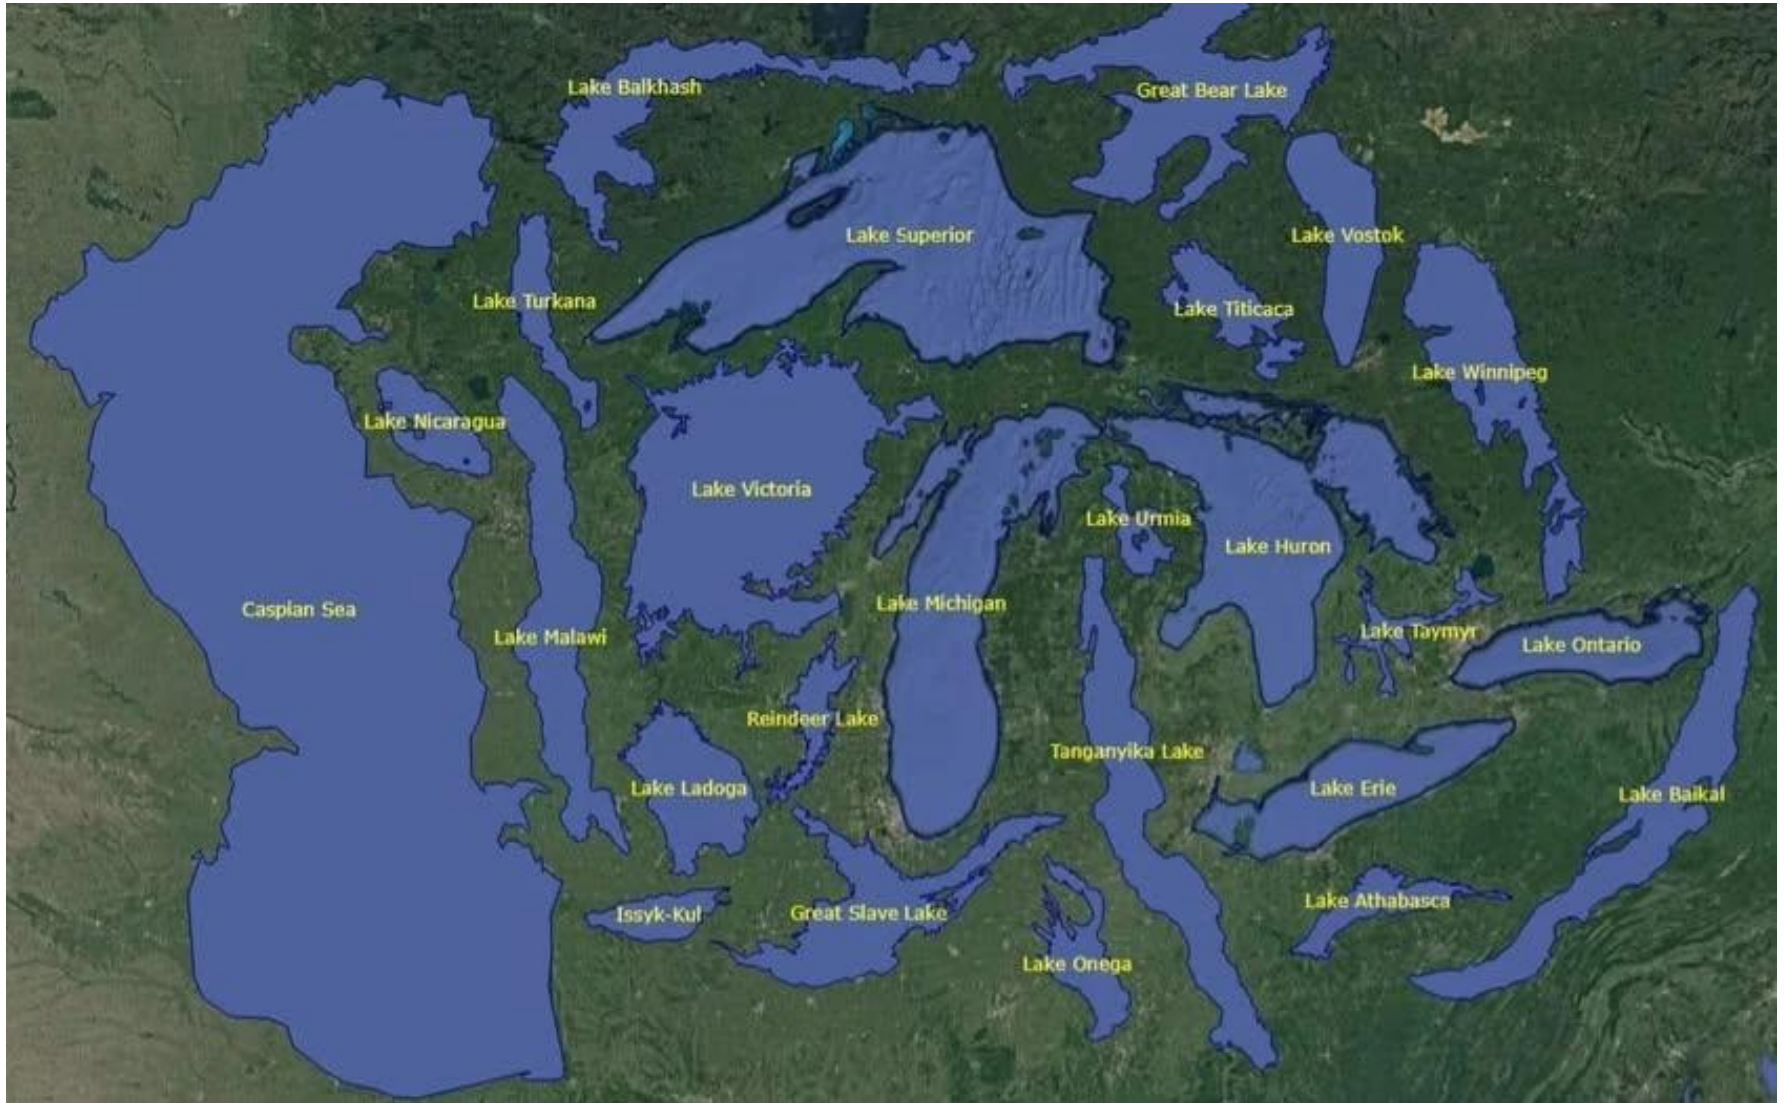 Lake Balkhash
Great Bear Lake
Lake Superior
Lake Vostok
Lake Turkana
Lake Titicaca
Lake Winnipeg
Lake Nicaragua
Lake Victoria
Lake Urmia
Lake Huron
Caspian Sea
Lake Michigan
Lake Malawi
Lake Taymyr
Lake Ontario
Reindeer Lake
Tanganyika Lake
Lake Ladoga
Lake Erie
Lake Baikal
Lake Athabasca
Issyk-Kul
Great Slave Lake
Lake Onega